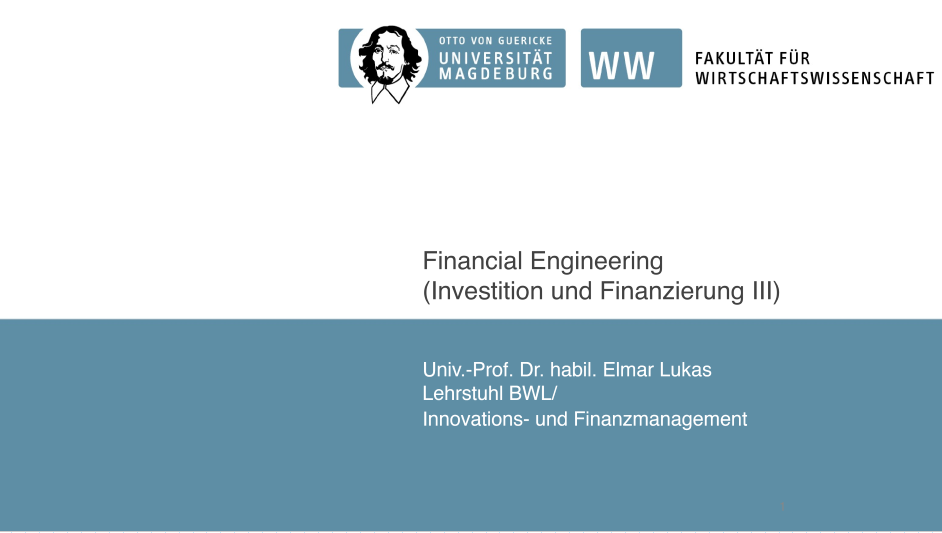 OTTO VON GUERICKE
UNIVERSITÄT
MAGDEBURG
WW
FAKULTÄT FÜR
WIRTSCHAFTSWISSENSCHAFT
Financial Engineering
(Investition und Finanzierung III)
Univ.-Prof. Dr. habil. Elmar Lukas
Lehrstuhl BWL/
Innovations- und Finanzmanagement